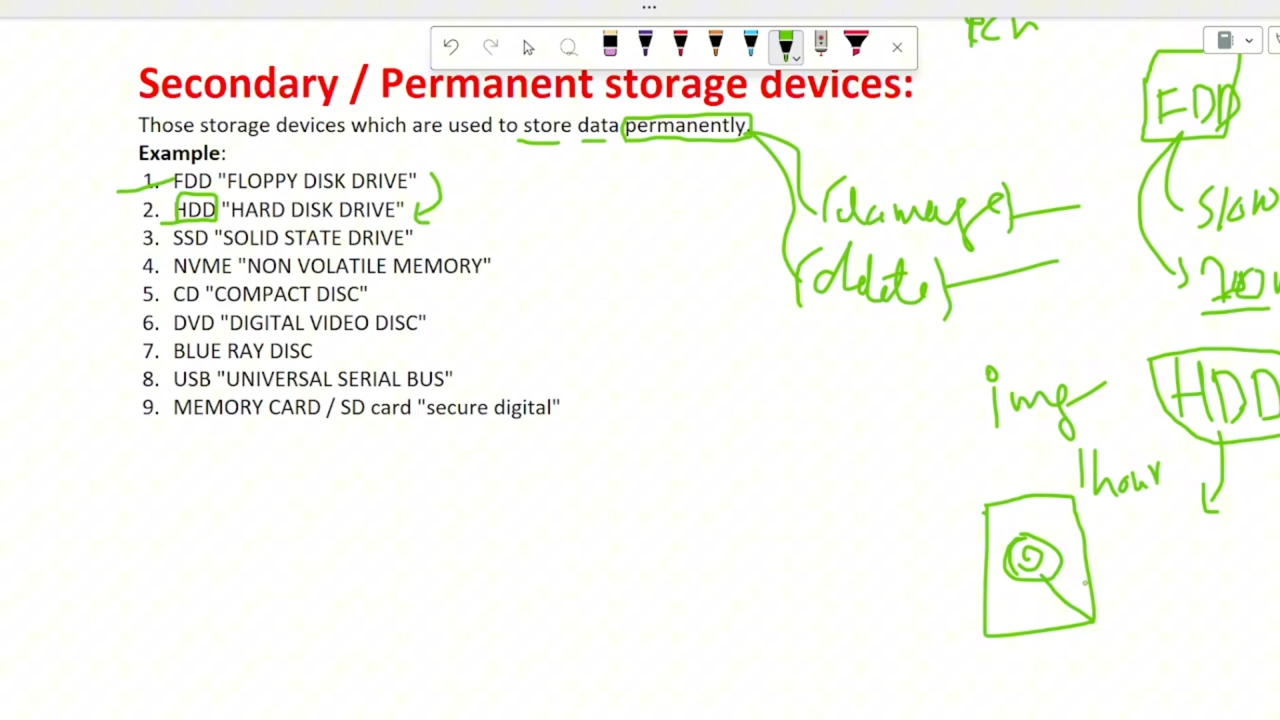 Secondary / Permanent storage devices:
Those storage devices which are used to store data permanently.
Example:
1. FDD "FLOPPY DISK DRIVE"
2. HDD "HARD DISK DRIVE"
3. SSD "SOLID STATE DRIVE"
4. NVME "NON VOLATILE MEMORY"
5. CD "COMPACT DISC"
6. DVD "DIGITAL VIDEO DISC"
7. BLUE RAY DISC
8. USB "UNIVERSAL SERIAL BUS"
9. MEMORY CARD / SD card "secure digital"
(damage)
FDD
slow
img
HDD
1hour